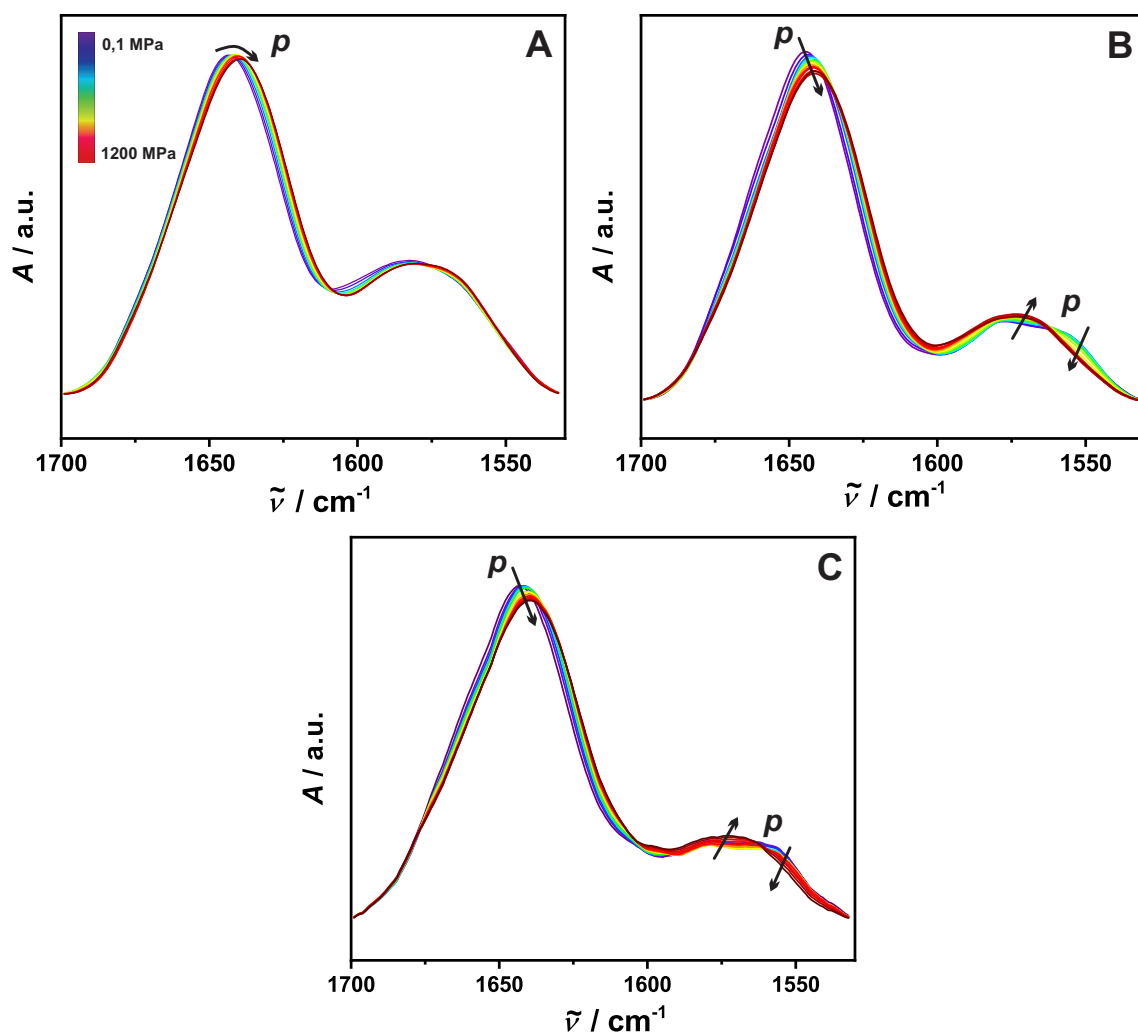 A
p
0,1 MPa
1200 MPa
A / a.u.
1700 1650 1600 1550
ν̃ / cm⁻¹
B
p
p
A / a.u.
1700 1650 1600 1550
ν̃ / cm⁻¹
C
p
p
A / a.u.
1700 1650 1600 1550
ν̃ / cm⁻¹